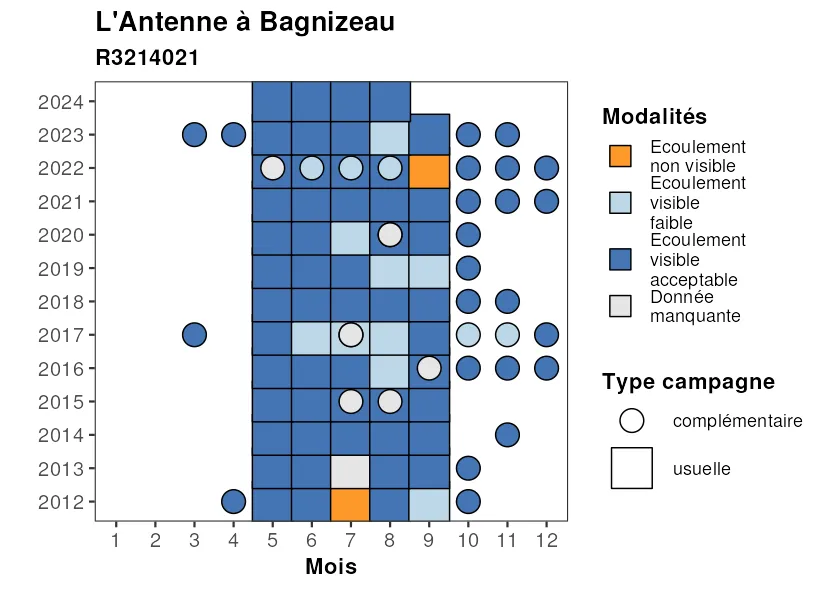 L'Antenne à Bagnizeau
R3214021
2024
2023
2022
2021
2020
2019
2018
2017
2016
2015
2014
2013
2012
1 2 3 4 5 6 7 8 9 10 11 12
Mois
Modalités
Ecoulement
non visible
Ecoulement
visible
faible
Ecoulement
visible
acceptable
Donnée
manquante
Type campagne
complémentaire
usuelle